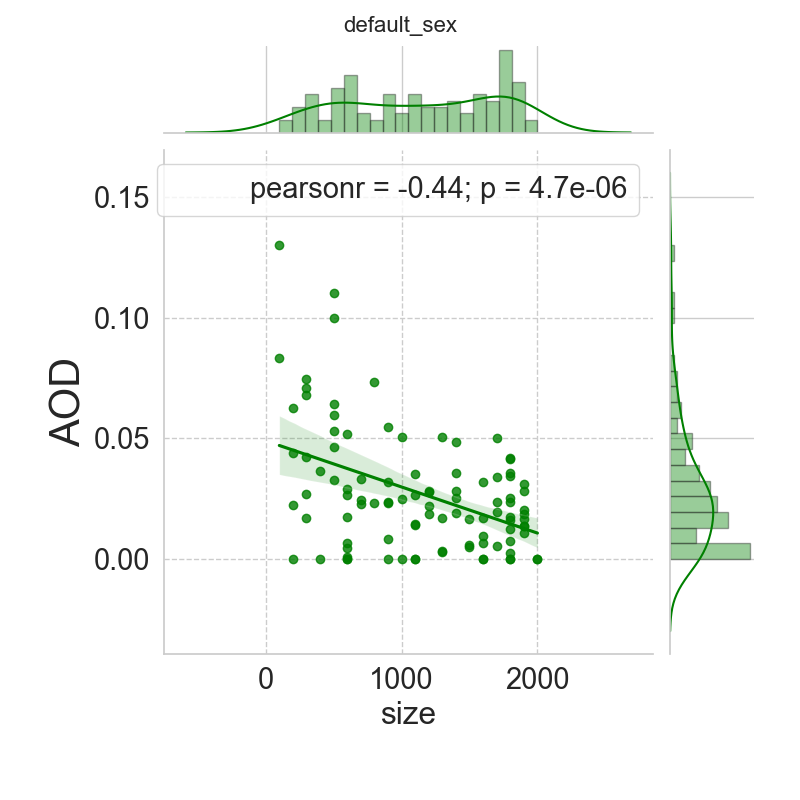 default_sex
pearsonr = -0.44; p = 4.7e-06
0.15
0.10
0.05
0.00
AOD
0 1000 2000
size